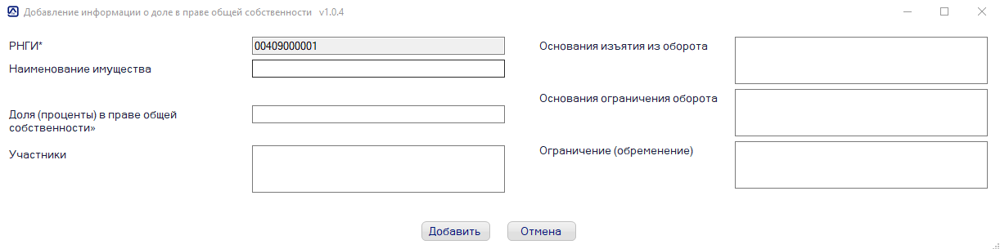 Добавление информации о доле в праве общей собственности v1.0.4
РНГИ*
00409000001
Наименование имущества
Доля (проценты) в праве общей
собственности»
Участники
Основания изъятия из оборота
Основания ограничения оборота
Ограничение (обременение)
Добавить
Отмена